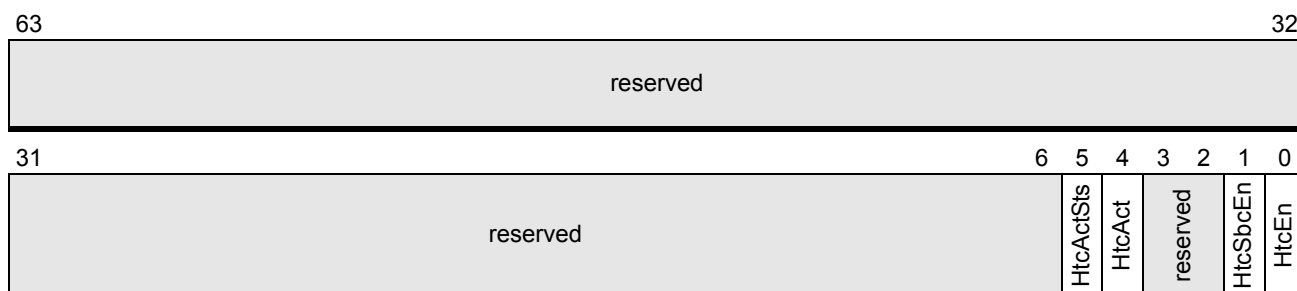 63 32
reserved
31 6 5 4 3 2 1 0
reserved HtcActSts HtcAct reserved HtcSbcEn HtcEn